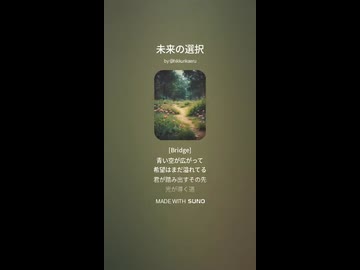 未来の選択
[Bridge]
青い空が広がって
希望はまだ溢れてる
君が踏み出すその先
光が導く道
MADE WITH SUNO